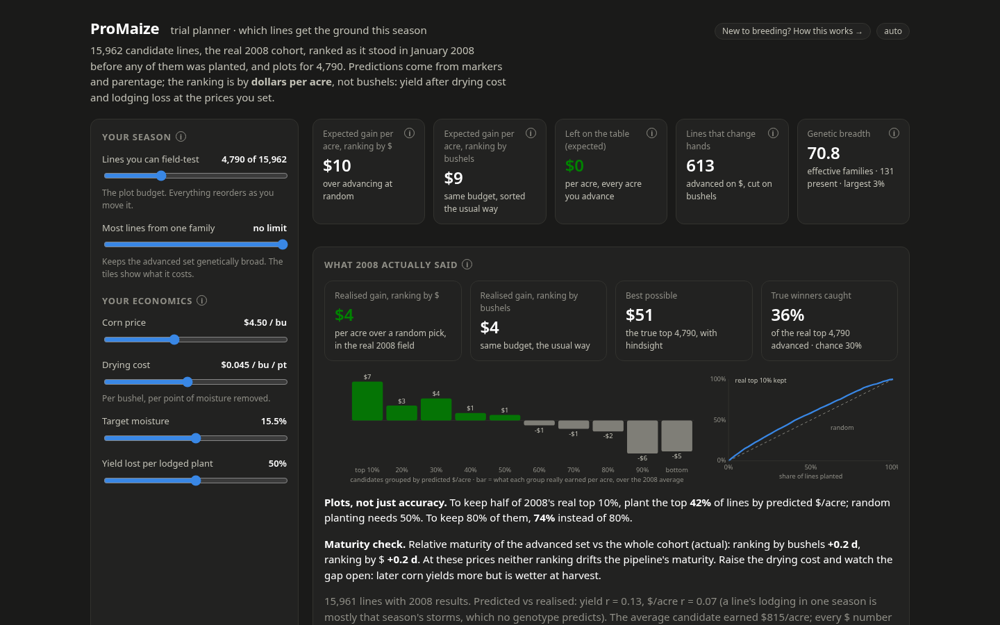 ProMaize trial planner · which lines get the ground this season
New to breeding? How this works → auto
15,962 candidate lines, the real 2008 cohort, ranked as it stood in January 2008
before any of them was planted, and plots for 4,790. Predictions come from markers
and parentage; the ranking is by dollars per acre, not bushels: yield after drying cost
and lodging loss at the prices you set.
YOUR SEASON i
Lines you can field-test 4,790 of 15,962
The plot budget. Everything reorders as you
move it.
Most lines from one family no limit
Keeps the advanced set genetically broad. The
tiles show what it costs.
YOUR ECONOMICS i
Corn price $4.50 / bu
Drying cost $0.045 / bu / pt
Per bushel, per point of moisture removed.
Target moisture 15.5%
Yield lost per lodged plant 50%
Expected gain per i
acre, ranking by $
$10
over advancing at
random
Expected gain per i
acre, ranking by
bushels
$9
same budget, sorted
the usual way
Left on the table i
(expected)
$0
per acre, every acre
you advance
Lines that change i
hands
613
advanced on $, cut on
bushels
Genetic breadth i
70.8
effective families · 131
present · largest 3%
WHAT 2008 ACTUALLY SAID i
Realised gain, ranking by $
$4
per acre over a random pick,
in the real 2008 field
Realised gain, ranking by
bushels
$4
same budget, the usual way
Best possible
$51
the true top 4,790, with
hindsight
True winners caught
36%
of the real top 4,790
advanced · chance 30%
$7 $3 $4 $1 $1 -$1 -$1 -$2 -$6 -$5
top 10% 20% 30% 40% 50% 60% 70% 80% 90% bottom
candidates grouped by predicted $/acre · bar = what each group really earned per acre, over the 2008 average
100% real top 10% kept
50%
random
0%
0% 50% 100%
share of lines planted
Plots, not just accuracy. To keep half of 2008's real top 10%, plant the top 42% of lines by predicted $/acre; random
planting needs 50%. To keep 80% of them, 74% instead of 80%.
Maturity check. Relative maturity of the advanced set vs the whole cohort (actual): ranking by bushels +0.2 d,
ranking by $ +0.2 d. At these prices neither ranking drifts the pipeline's maturity. Raise the drying cost and watch the
gap open: later corn yields more but is wetter at harvest.
15,961 lines with 2008 results. Predicted vs realised: yield r = 0.13, $/acre r = 0.07 (a line's lodging in one season is
mostly that season's storms, which no genotype predicts). The average candidate earned $815/acre; every $ number